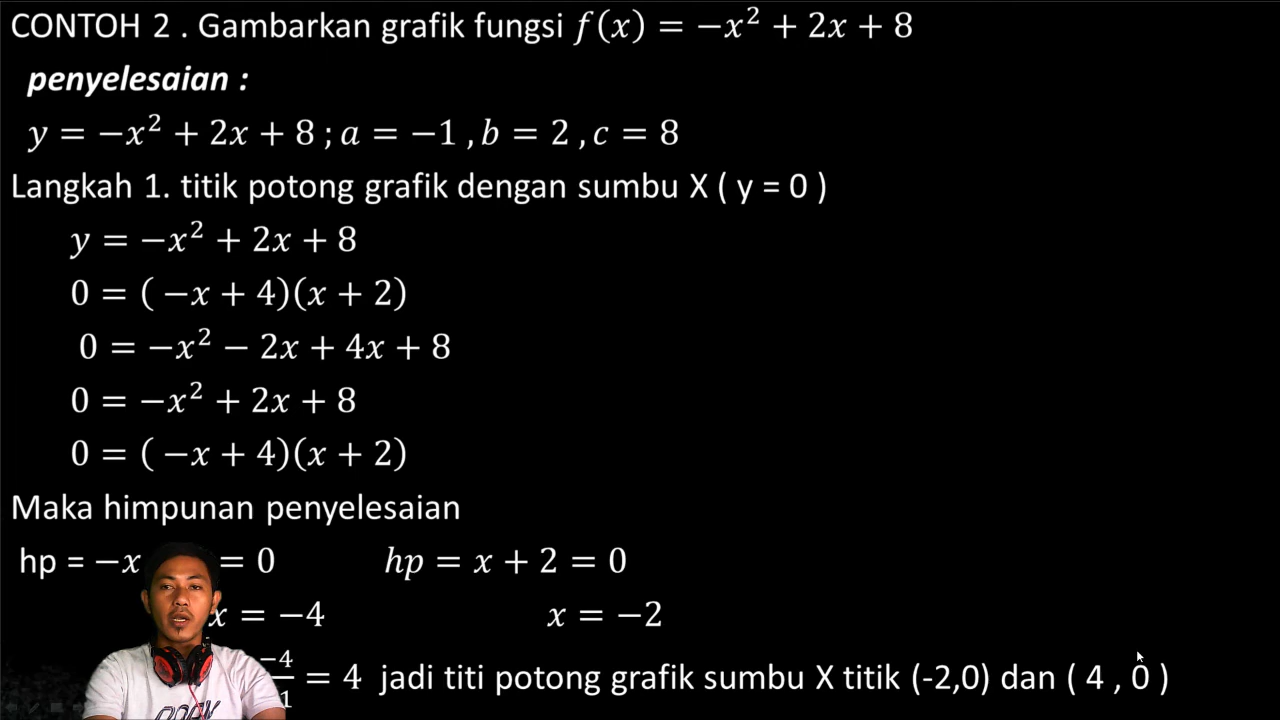 CONTOH 2 . Gambarkan grafik fungsi f(x) = −x² + 2x + 8
penyelesaian :
y = −x² + 2x + 8 ; a = −1 , b = 2 , c = 8
Langkah 1. titik potong grafik dengan sumbu X ( y = 0 )
y = −x² + 2x + 8
0 = ( −x + 4)(x + 2)
0 = −x² − 2x + 4x + 8
0 = −x² + 2x + 8
0 = ( −x + 4)(x + 2)
Maka himpunan penyelesaian
hp = −x = 0 hp = x + 2 = 0
x = −4 x = −2
−4/1 = 4 jadi titi potong grafik sumbu X titik (-2,0) dan ( 4 , 0 )